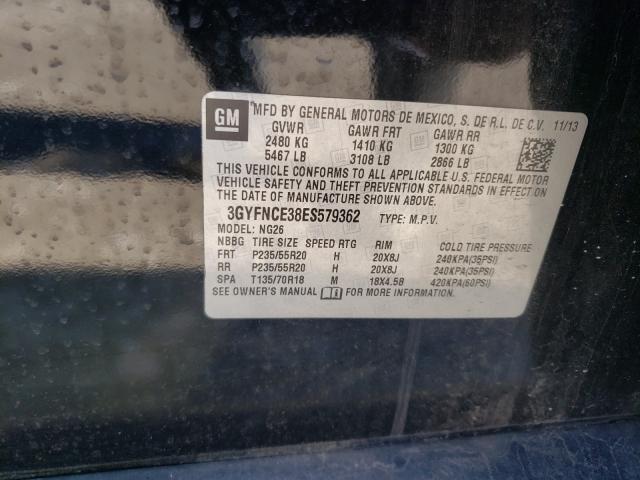 GM
MFD BY GENERAL MOTORS DE MEXICO, S. DE R.L. DE C.V. 11/13
GVWR GAWR FRT GAWR RR
2480 KG 1410 KG 1300 KG
5467 LB 3108 LB 2866 LB
THIS VEHICLE CONFORMS TO ALL APPLICABLE U.S. FEDERAL MOTOR
VEHICLE SAFETY AND THEFT PREVENTION STANDARDS IN EFFECT ON
THE DATE OF MANUFACTURE SHOWN ABOVE.
3GYFNCE38ES579362 TYPE: M.P.V.
MODEL: NG26
NBBG TIRE SIZE SPEED RTG RIM COLD TIRE PRESSURE
FRT P235/55R20 H 20X8J 240KPA(35PSI)
RR P235/55R20 H 20X8J 240KPA(35PSI)
SPA T135/70R18 M 18X4.5B 420KPA(60PSI)
SEE OWNER'S MANUAL FOR MORE INFORMATION